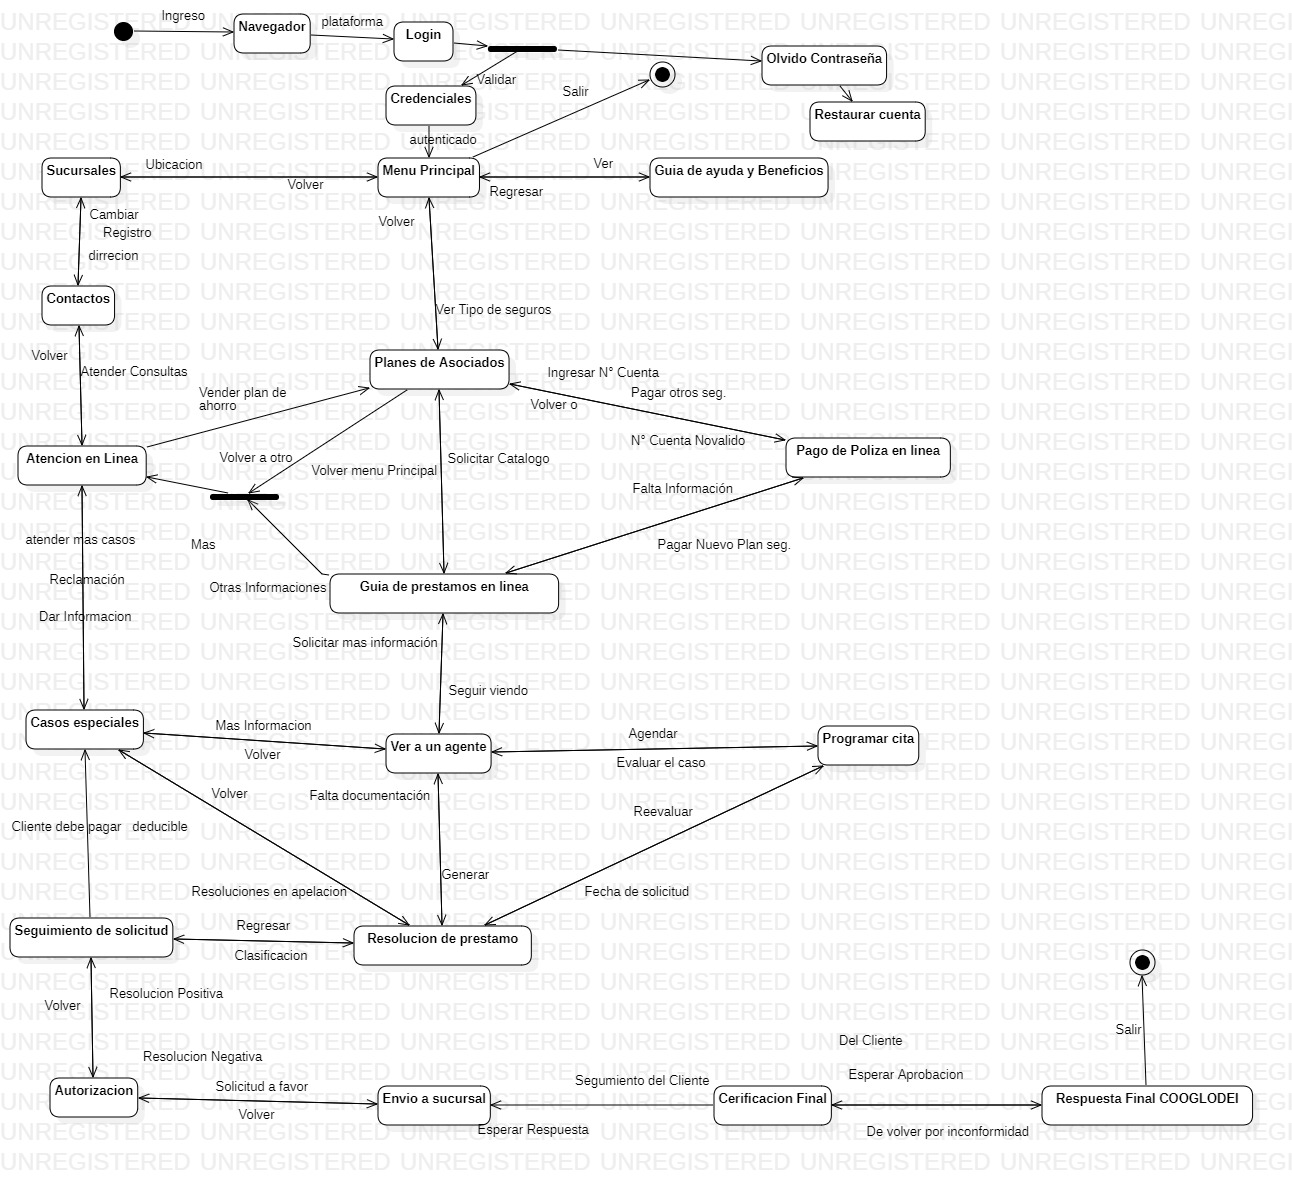 Ingreso
Navegador
plataforma
Login
Olvido Contraseña
Validar
Salir
Credenciales
Restaurar cuenta
autenticado
Sucursales
Ubicacion
Volver
Menu Principal
Ver
Regresar
Guia de ayuda y Beneficios
Cambiar
Registro
dirrecion
Volver
Contactos
Ver Tipo de seguros
Volver
Atender Consultas
Planes de Asociados
Ingresar N° Cuenta
Vender plan de
ahorro
Pagar otros seg.
Volver o
N° Cuenta Novalido
Atencion en Linea
Volver a otro
Volver menu Principal
Solicitar Catalogo
Pago de Poliza en linea
Falta Información
atender mas casos
Mas
Pagar Nuevo Plan seg.
Reclamación
Otras Informaciones
Guia de prestamos en linea
Dar Informacion
Solicitar mas información
Seguir viendo
Casos especiales
Mas Informacion
Volver
Ver a un agente
Agendar
Evaluar el caso
Programar cita
Volver
Falta documentación
Reevaluar
Cliente debe pagar deducible
Generar
Resoluciones en apelacion
Fecha de solicitud
Seguimiento de solicitud
Regresar
Clasificacion
Resolucion de prestamo
Resolucion Positiva
Volver
Salir
Del Cliente
Resolucion Negativa
Autorizacion
Solicitud a favor
Volver
Envio a sucursal
Segumiento del Cliente
Esperar Respuesta
Cerificacion Final
Esperar Aprobacion
De volver por inconformidad
Respuesta Final COOGLODEI
UNREGISTERED